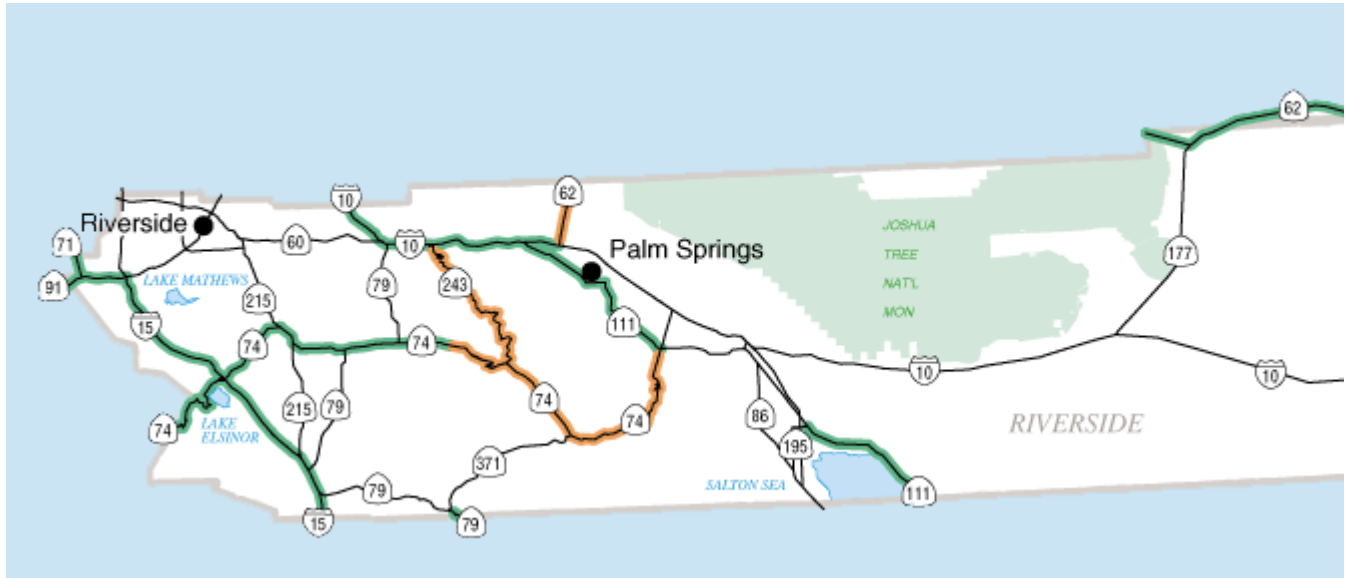 62
62
10
Riverside
71
60
10
Palm Springs
JOSHUA
TREE
NAT'L
MON
177
91
LAKE MATHEWS
215
79
243
15
111
74
74
10
10
74
LAKE
ELSINOR
215
79
74
74
86
195
RIVERSIDE
371
SALTON SEA
79
111
15
79